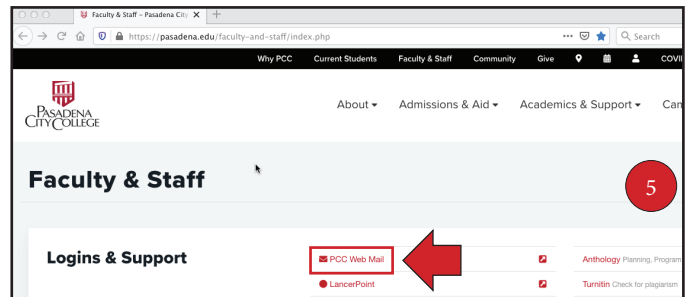 Faculty & Staff – Pasadena City
https://pasadena.edu/faculty-and-staff/index.php
Search
Why PCC Current Students Faculty & Staff Community Give COVI
PASADENA
CITY COLLEGE
About Admissions & Aid Academics & Support Can
Faculty & Staff
5
Logins & Support
PCC Web Mail
Anthology Planning, Program
LancerPoint
Turnitin Check for plagiarism